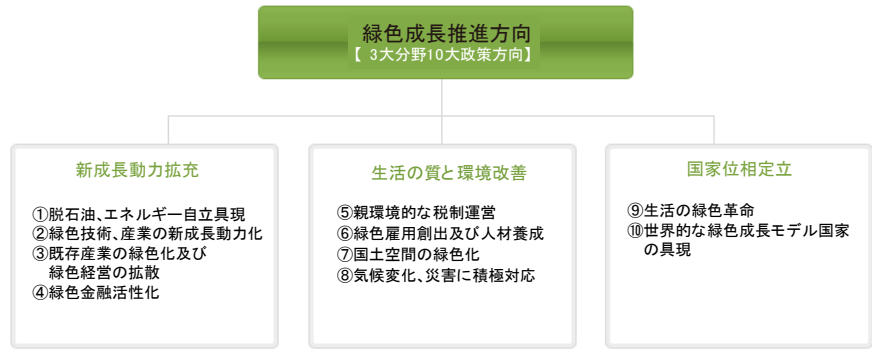 緑色成長推進方向
【 3大分野10大政策方向】
新成長動力拡充
①脱石油、エネルギー自立具現
②緑色技術、産業の新成長動力化
③既存産業の緑色化及び
緑色経営の拡散
④緑色金融活性化
生活の質と環境改善
⑤親環境的な税制運営
⑥緑色雇用創出及び人材養成
⑦国土空間の緑色化
⑧気候変化、災害に積極対応
国家位相定立
⑨生活の緑色革命
⑩世界的な緑色成長モデル国家
の具現